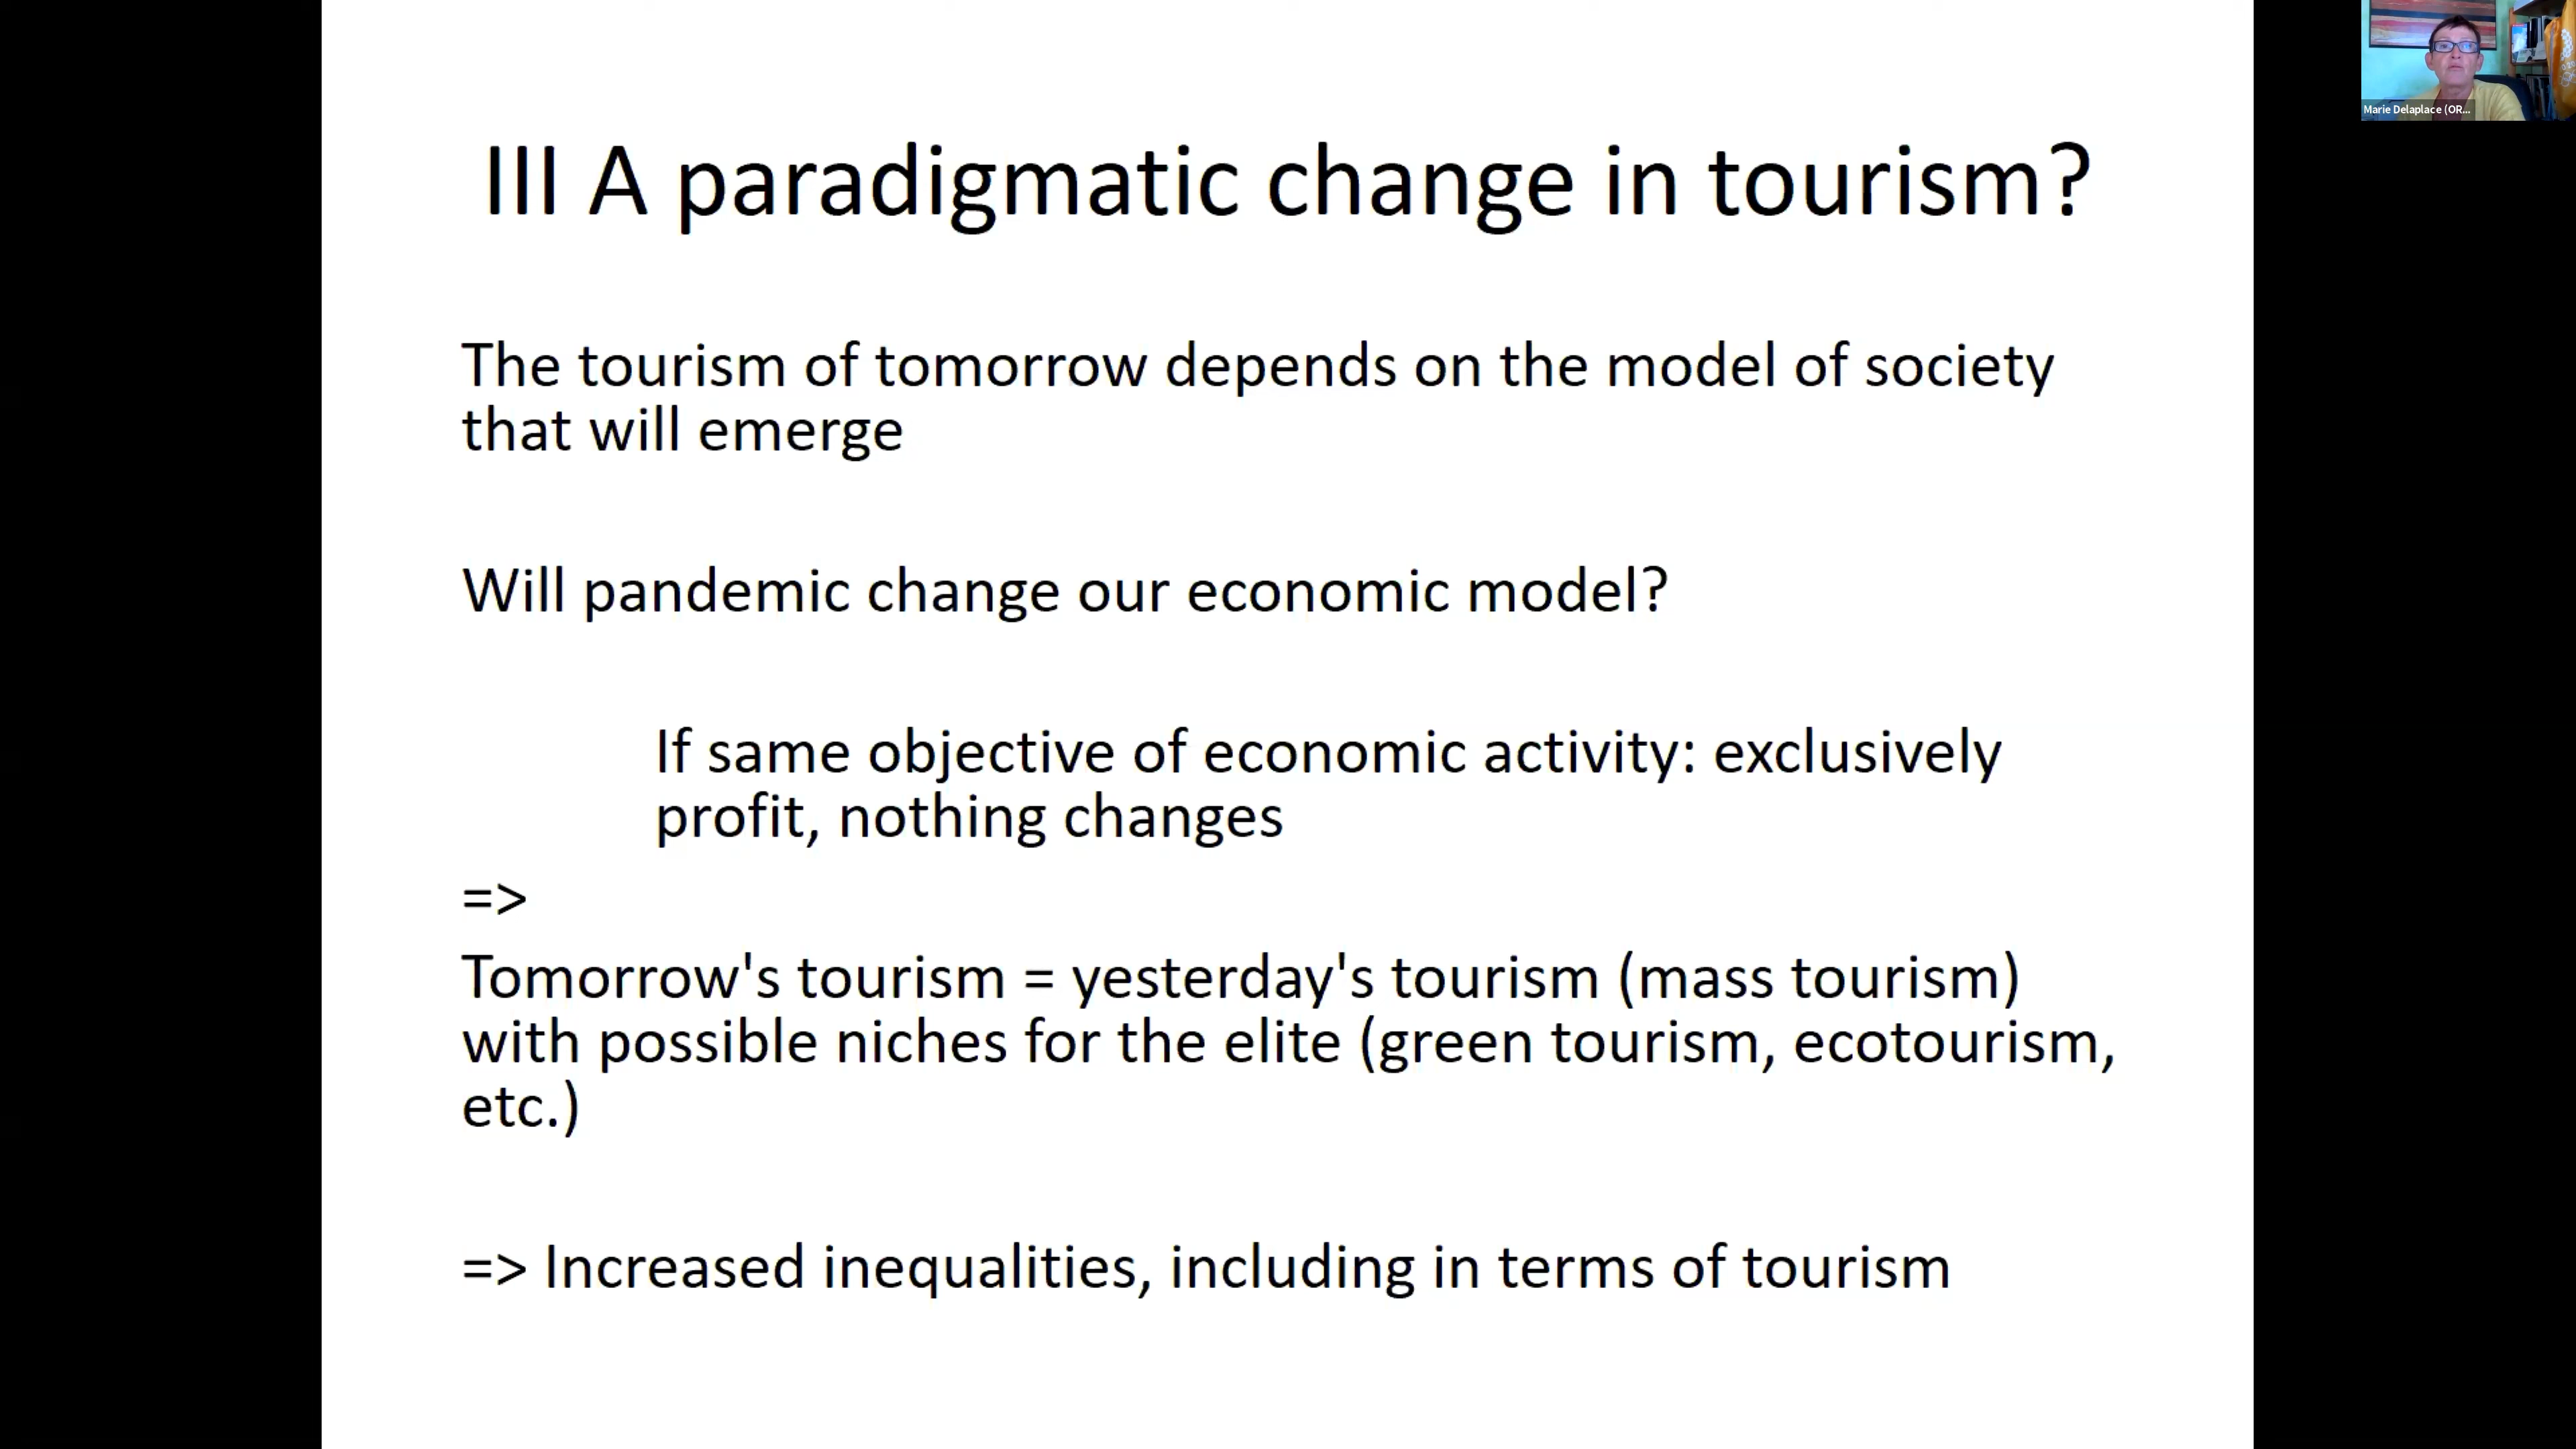 III A paradigmatic change in tourism?
The tourism of tomorrow depends on the model of society
that will emerge
Will pandemic change our economic model?
If same objective of economic activity: exclusively
profit, nothing changes
=>
Tomorrow's tourism = yesterday's tourism (mass tourism)
with possible niches for the elite (green tourism, ecotourism,
etc.)
=> Increased inequalities, including in terms of tourism
Marie Delaplace (OR...